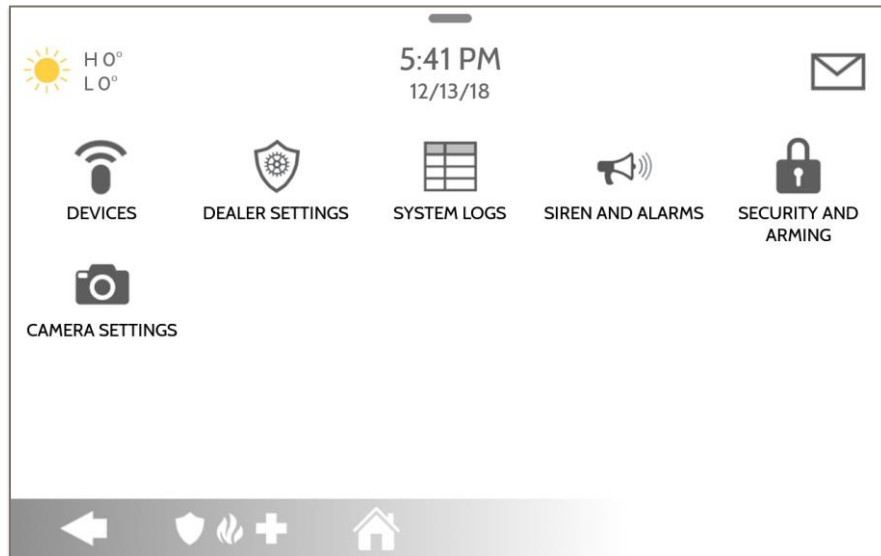 H 0°
L 0°
5:41 PM
12/13/18
DEVICES
DEALER SETTINGS
SYSTEM LOGS
SIREN AND ALARMS
SECURITY AND
ARMING
CAMERA SETTINGS